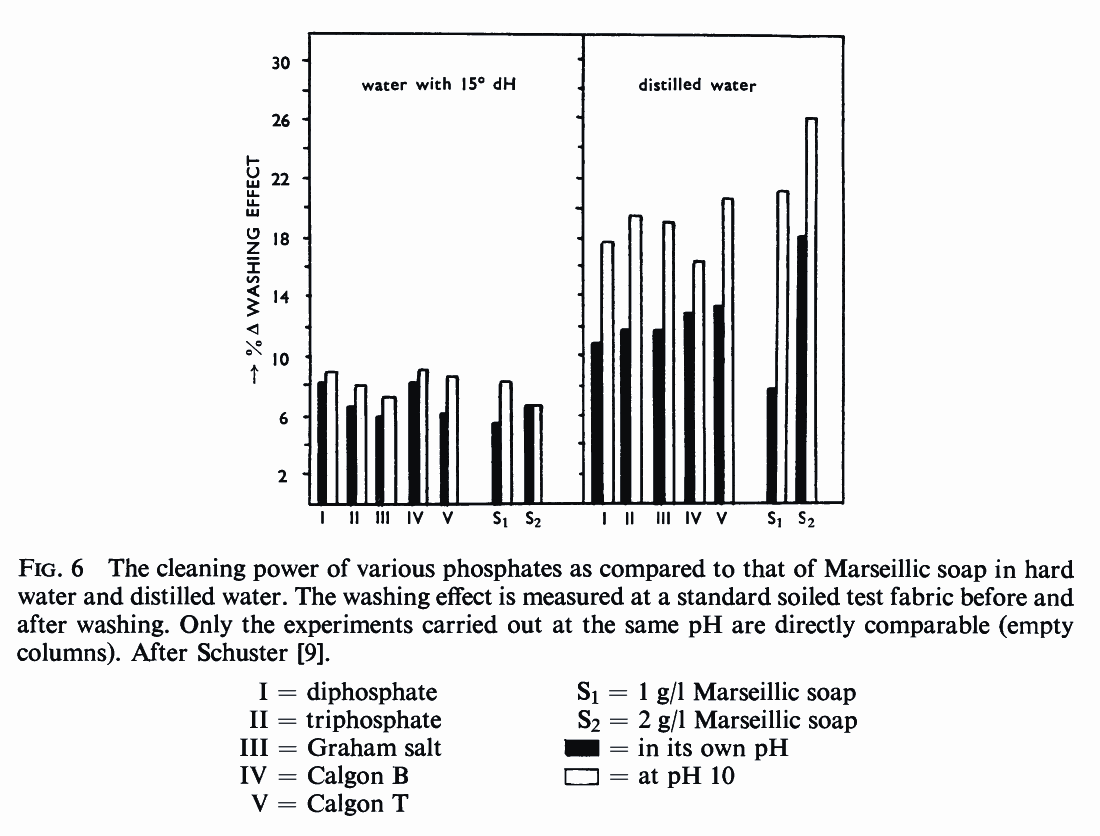 water with 15° dH
distilled water
30
26
22
18
14
10
6
2
→ % Δ WASHING EFFECT
I II III IV V S₁ S₂
I II III IV V S₁ S₂
FIG. 6 The cleaning power of various phosphates as compared to that of Marseillic soap in hard
water and distilled water. The washing effect is measured at a standard soiled test fabric before and
after washing. Only the experiments carried out at the same pH are directly comparable (empty
columns). After Schuster [9].
I = diphosphate
II = triphosphate
III = Graham salt
IV = Calgon B
V = Calgon T
S₁ = 1 g/l Marseillic soap
S₂ = 2 g/l Marseillic soap
= in its own pH
= at pH 10